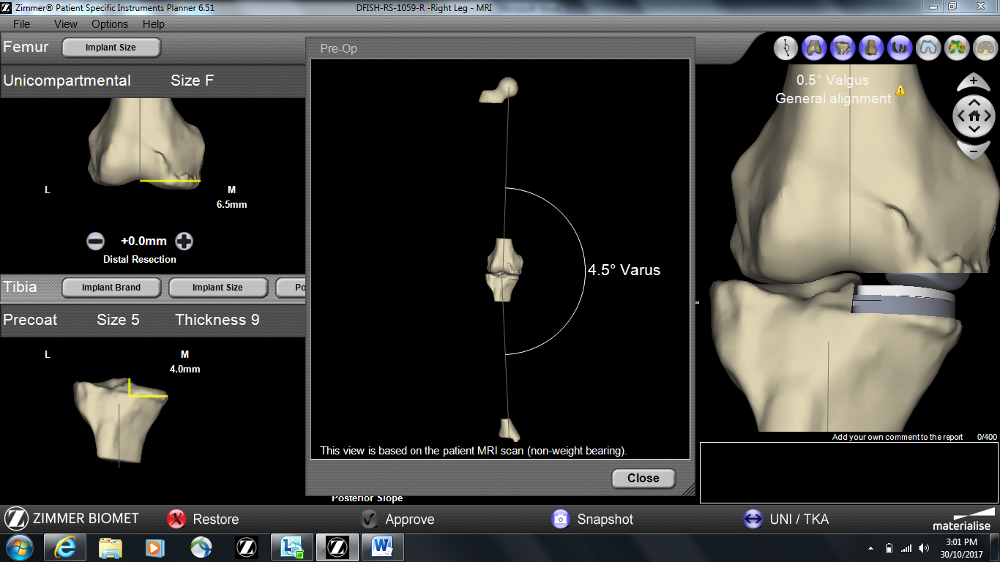 Zimmer® Patient Specific Instruments Planner 6.51
DFISH-RS-1059-R -Right Leg - MRI
File View Options Help
Femur
Implant Size
Unicompartmental Size F
L
M
6.5mm
+0.0mm
Distal Resection
Tibia
Implant Brand
Implant Size
Po
Precoat Size 5 Thickness 9
L
M
4.0mm
Pre-Op
4.5° Varus
This view is based on the patient MRI scan (non-weight bearing).
Close
Posterior Slope
0.5° Valgus
General alignment
Add your own comment to the report 0/400
ZIMMER BIOMET
Restore
Approve
Snapshot
UNI / TKA
materialise
3:01 PM
30/10/2017